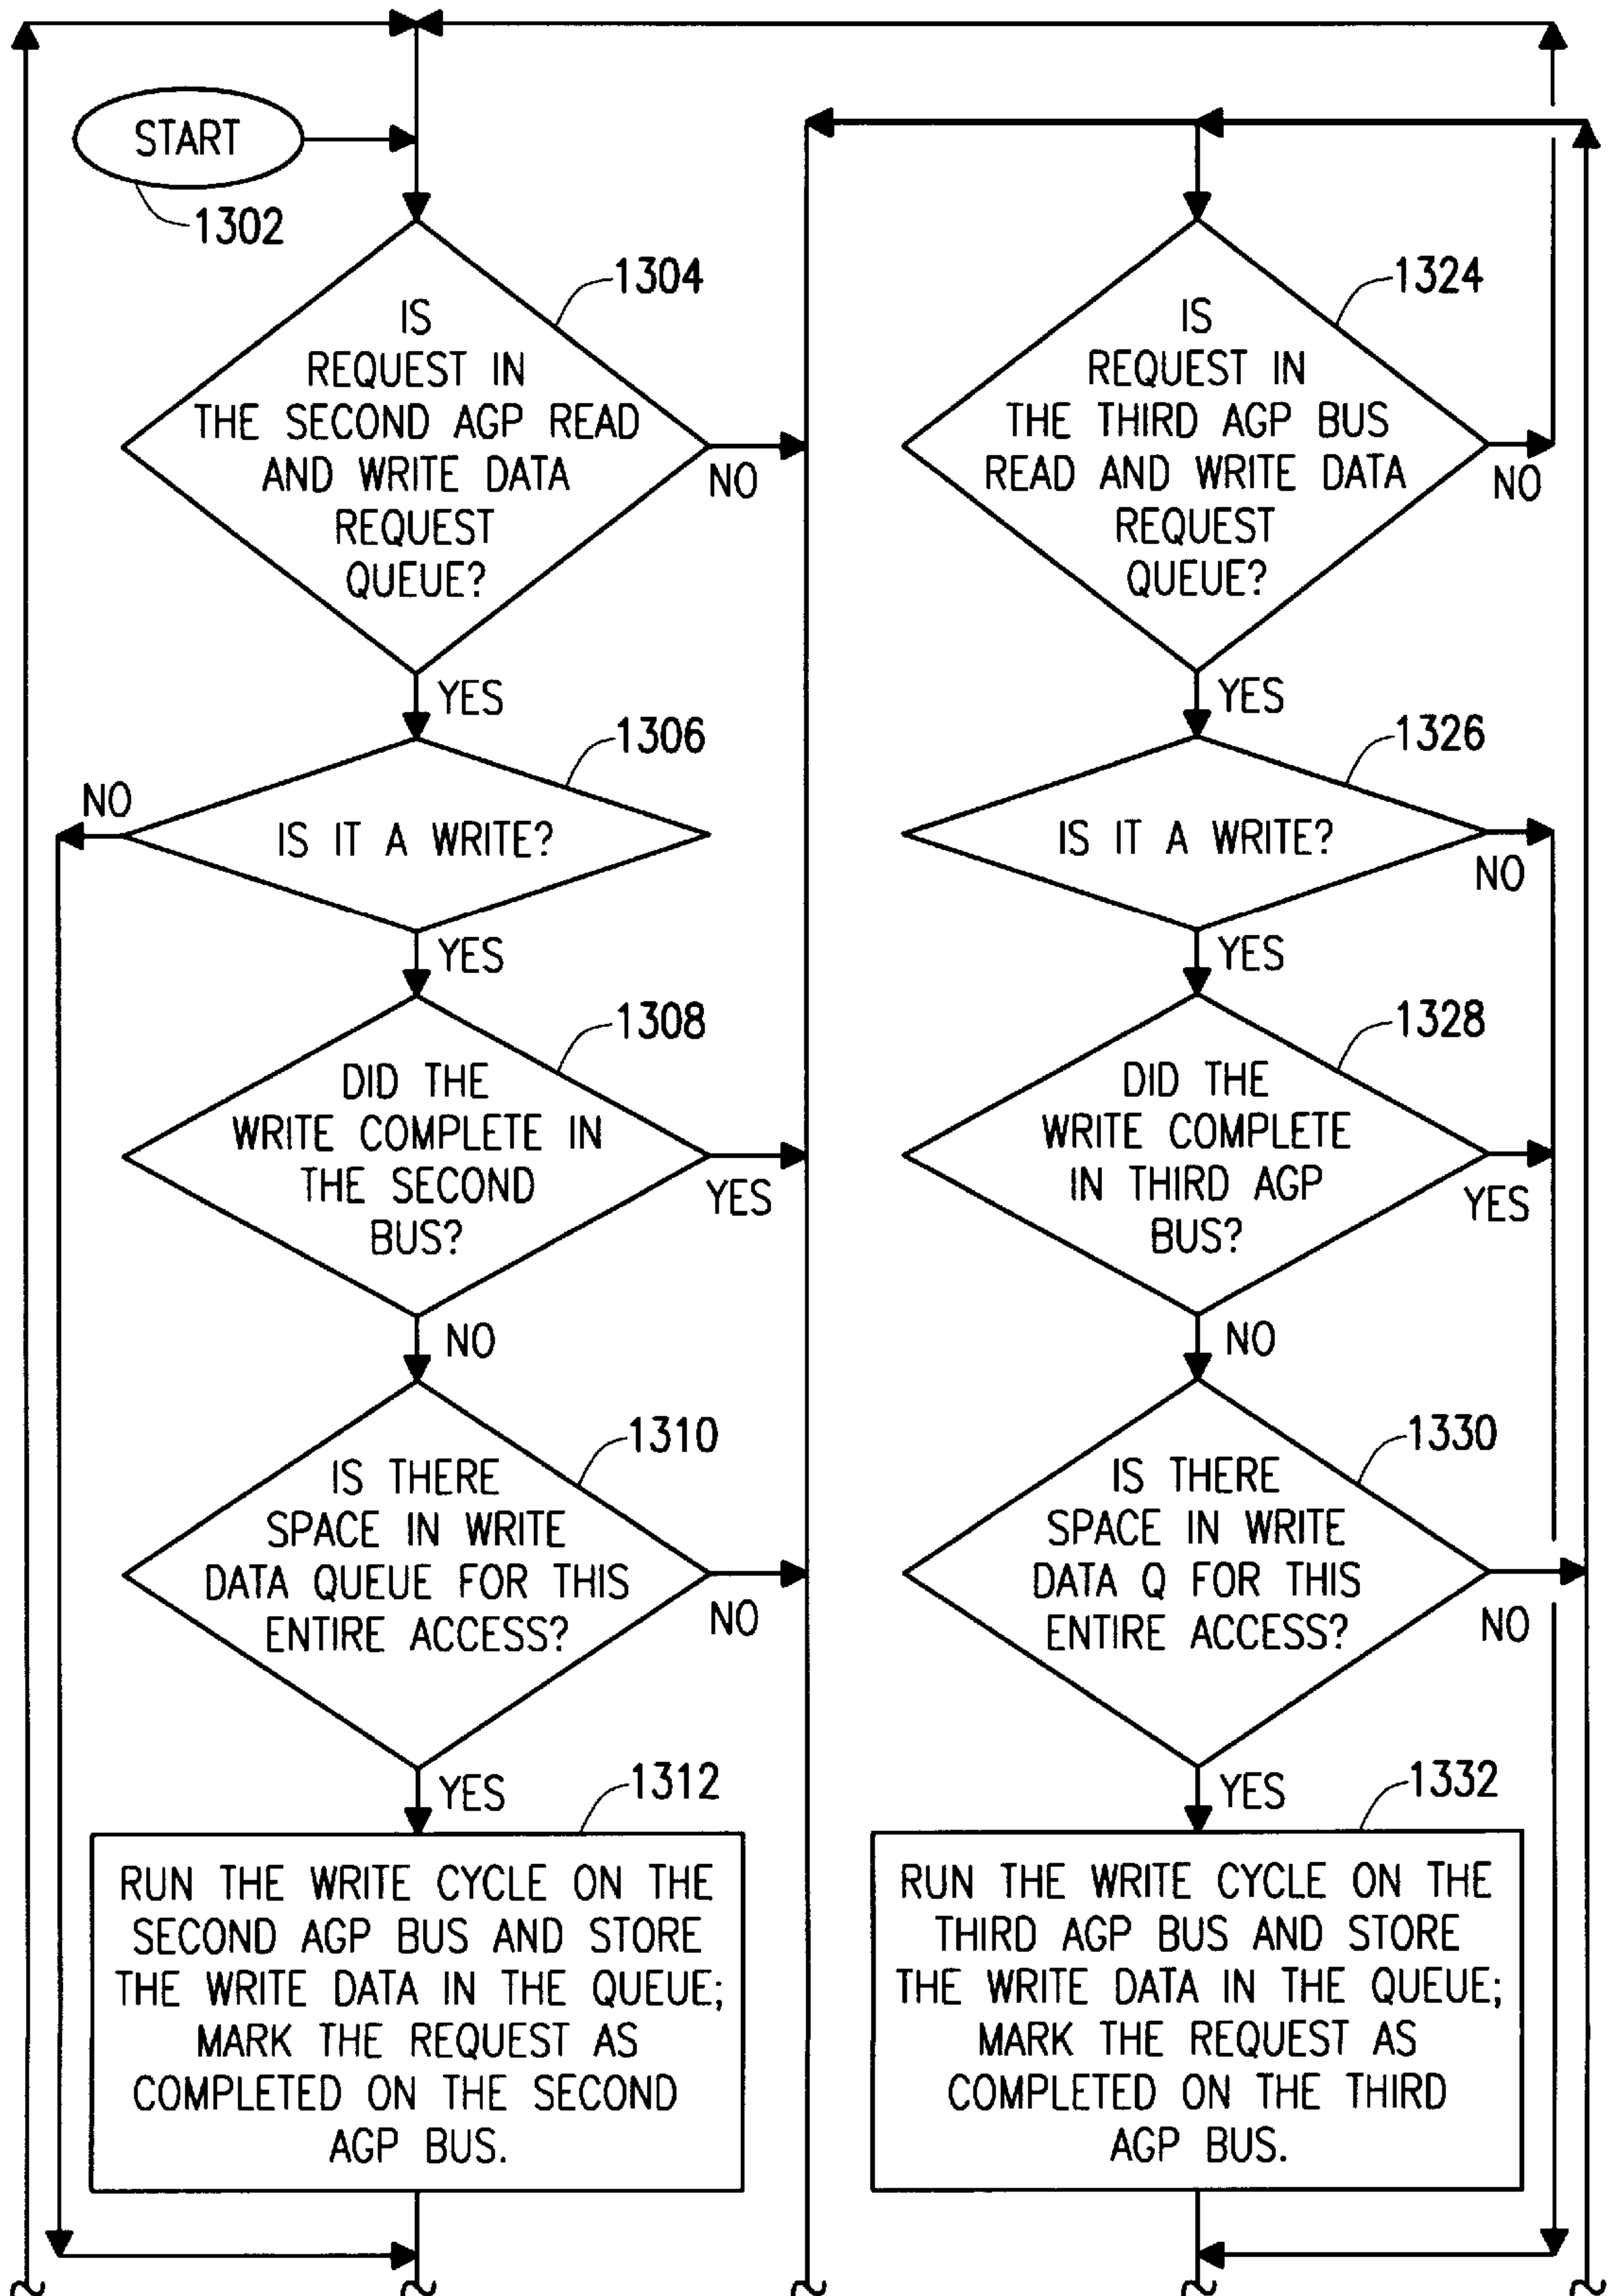 START
1302
1304
IS
REQUEST IN
THE SECOND AGP READ
AND WRITE DATA
REQUEST
QUEUE?
NO
YES
1306
NO
IS IT A WRITE?
YES
1308
DID THE
WRITE COMPLETE IN
THE SECOND
BUS?
YES
NO
1310
IS THERE
SPACE IN WRITE
DATA QUEUE FOR THIS
ENTIRE ACCESS?
NO
YES
1312
RUN THE WRITE CYCLE ON THE
SECOND AGP BUS AND STORE
THE WRITE DATA IN THE QUEUE;
MARK THE REQUEST AS
COMPLETED ON THE SECOND
AGP BUS.
1324
IS
REQUEST IN
THE THIRD AGP BUS
READ AND WRITE DATA
REQUEST
QUEUE?
NO
YES
1326
IS IT A WRITE?
NO
YES
1328
DID THE
WRITE COMPLETE
IN THIRD AGP
BUS?
YES
NO
1330
IS THERE
SPACE IN WRITE
DATA Q FOR THIS
ENTIRE ACCESS?
NO
YES
1332
RUN THE WRITE CYCLE ON THE
THIRD AGP BUS AND STORE
THE WRITE DATA IN THE QUEUE;
MARK THE REQUEST AS
COMPLETED ON THE THIRD
AGP BUS.